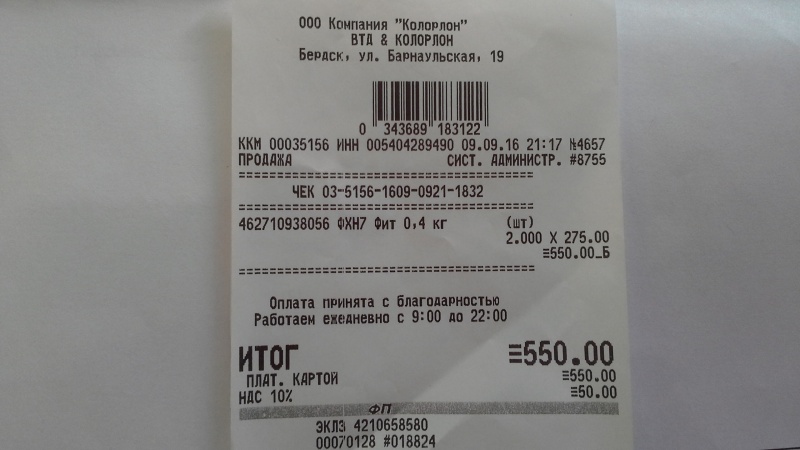 ООО Компания "Колорлон"
ВТД & КОЛОРЛОН
Бердск, ул. Барнаульская, 19
0 343689 183122
ККМ 00035156 ИНН 005404289490 09.09.16 21:17 №4657
ПРОДАЖА СИСТ. АДМИНИСТР. #8755
==================================
ЧЕК 03-5156-1609-0921-1832
==================================
462710938056 ФХН7 Фит 0,4 кг (шт)
2.000 X 275.00
≡550.00_Б
==================================
Оплата принята с благодарностью
Работаем ежедневно с 9:00 до 22:00
ИТОГ ≡550.00
ПЛАТ. КАРТОЙ ≡550.00
НДС 10% ≡50.00
ФП
ЭКЛЗ 4210658580
00070128 #018824